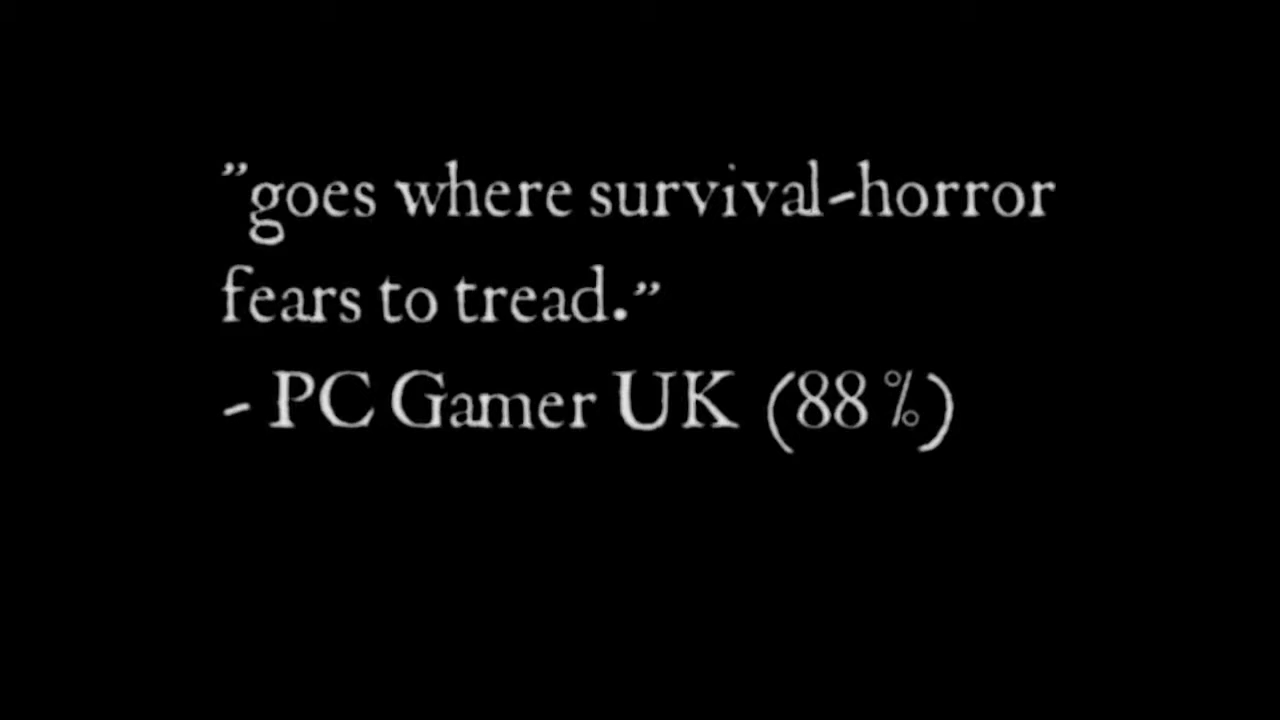 ”goes where survival-horror
fears to tread.”
- PC Gamer UK (88%)